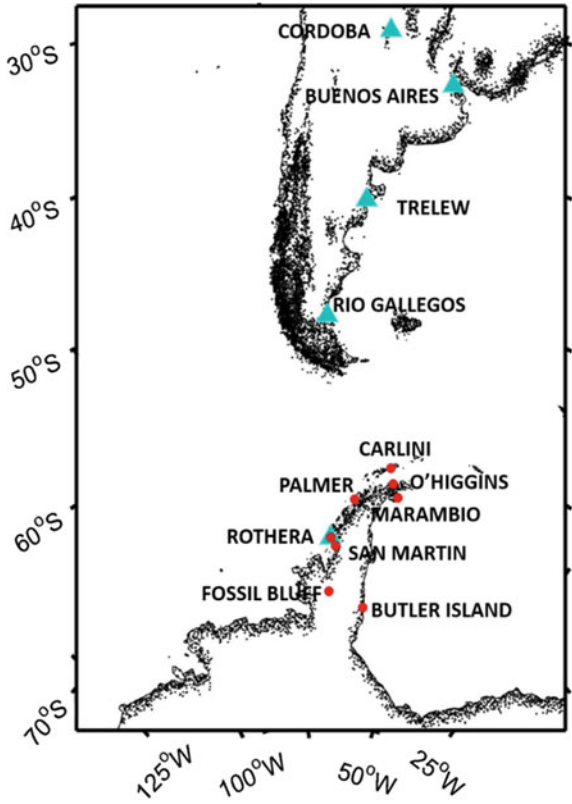 CORDOBA
30°S
BUENOS AIRES
40°S
TRELEW
RIO GALLEGOS
50°S
CARLINI
PALMER
O'HIGGINS
60°S
MARAMBIO
ROTHERA
SAN MARTIN
FOSSIL BLUFF
BUTLER ISLAND
70°S
125°W
100°W
50°W
25°W